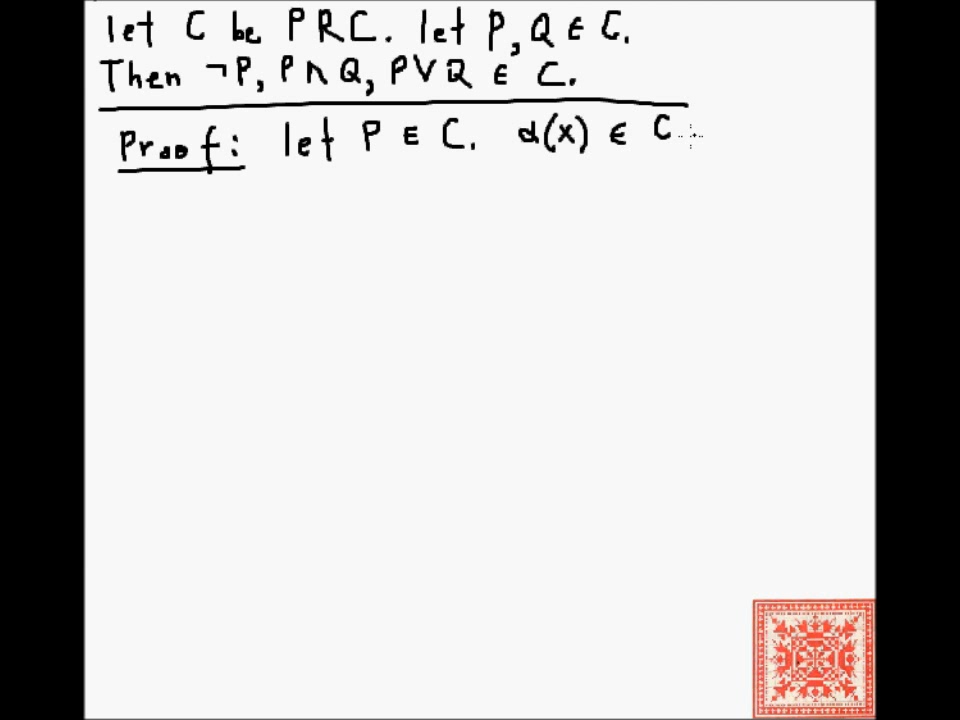 let C be PRC. let P, Q ∈ C.
Then ¬P, P ∧ Q, P ∨ Q ∈ C.
Proof: let P ∈ C. α(x) ∈ C